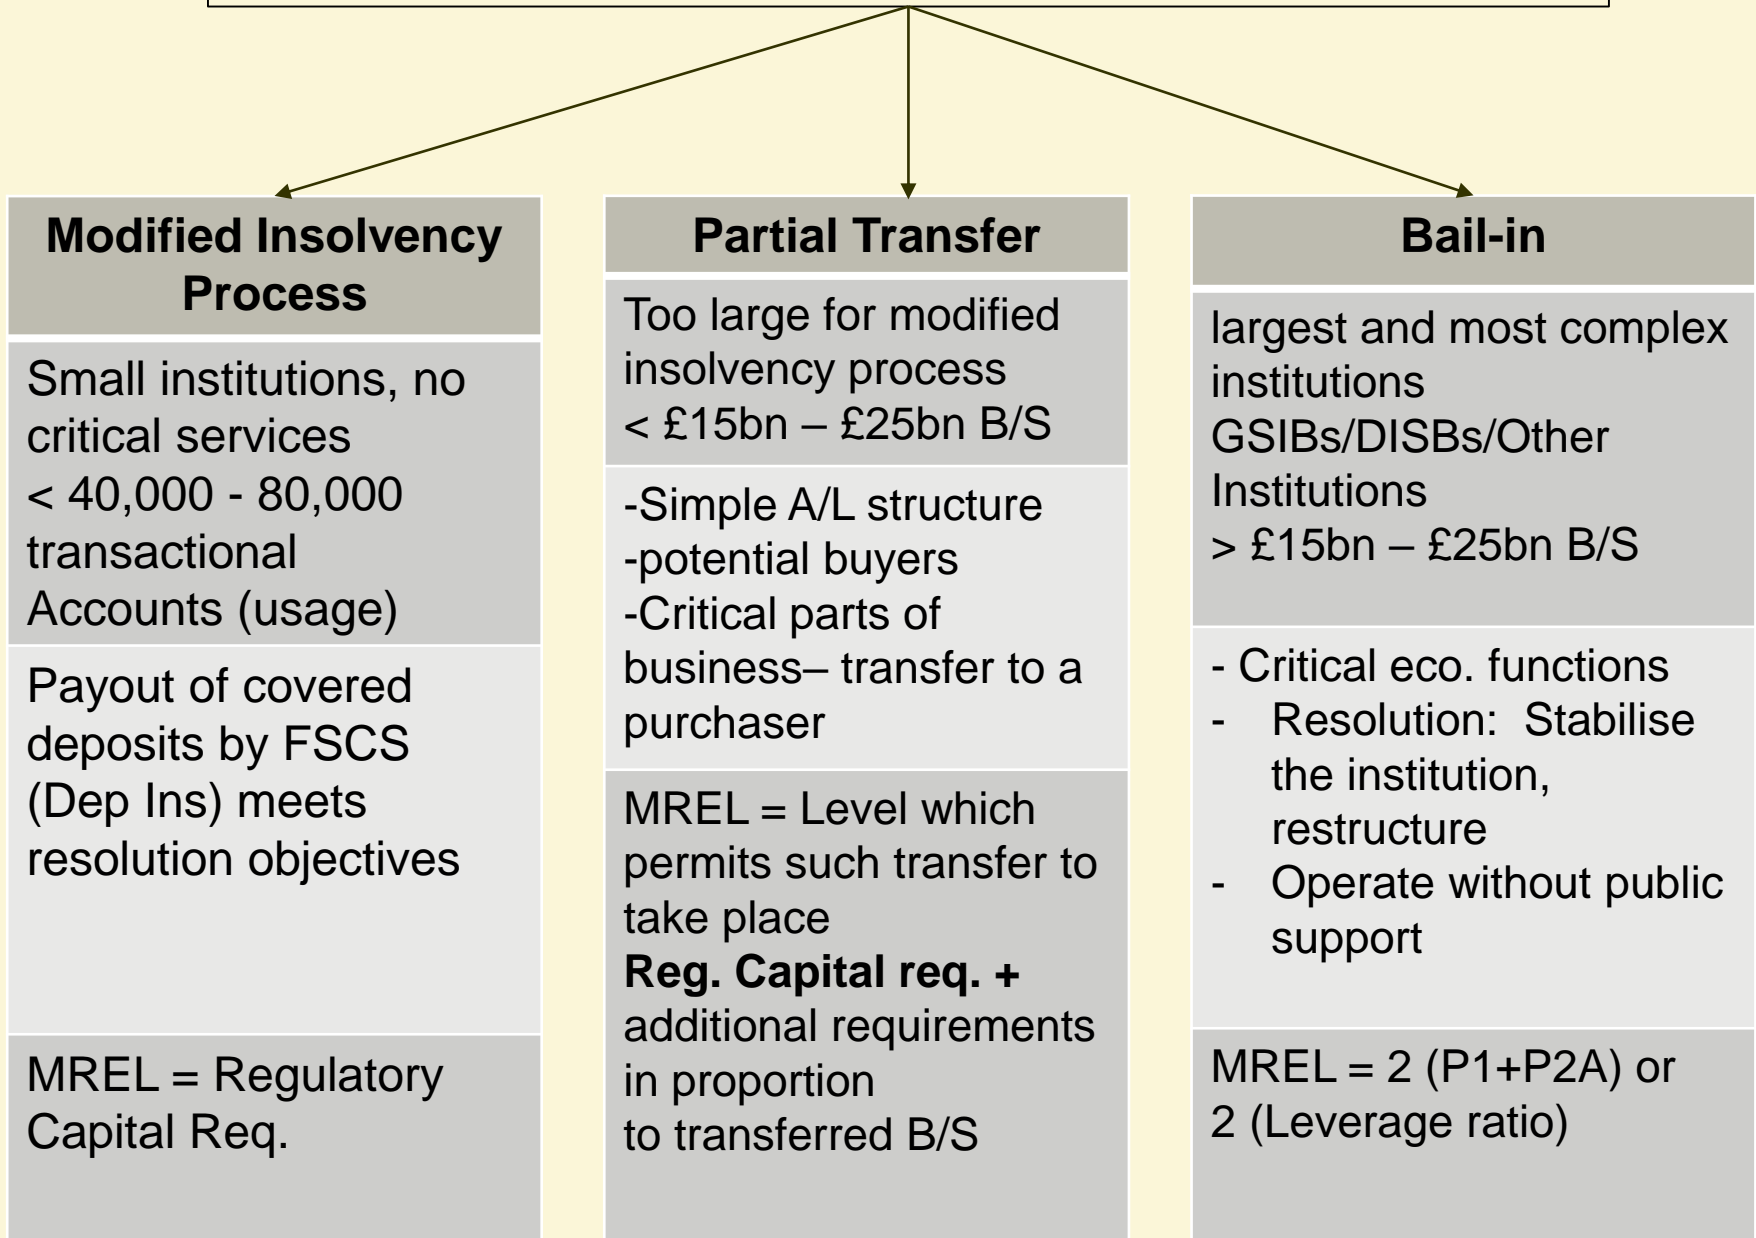 Modified Insolvency
Process
Small institutions, no
critical services
< 40,000 - 80,000
transactional
Accounts (usage)
Payout of covered
deposits by FSCS
(Dep Ins) meets
resolution objectives
MREL = Regulatory
Capital Req.
Partial Transfer
Too large for modified
insolvency process
< £15bn – £25bn B/S
-Simple A/L structure
-potential buyers
-Critical parts of
business– transfer to a
purchaser
MREL = Level which
permits such transfer to
take place
Reg. Capital req. +
additional requirements
in proportion
to transferred B/S
Bail-in
largest and most complex
institutions
GSIBs/DISBs/Other
Institutions
> £15bn – £25bn B/S
- Critical eco. functions
- Resolution: Stabilise
the institution,
restructure
- Operate without public
support
MREL = 2 (P1+P2A) or
2 (Leverage ratio)